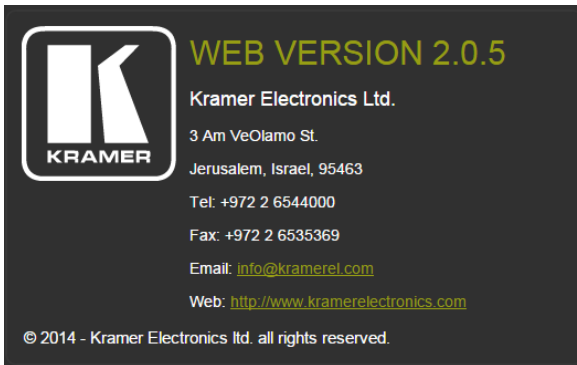 KRAMER
WEB VERSION 2.0.5
Kramer Electronics Ltd.
3 Am VeOlamo St.
Jerusalem, Israel, 95463
Tel: +972 2 6544000
Fax: +972 2 6535369
Email: info@kramerel.com
Web: http://www.kramerelectronics.com
© 2014 - Kramer Electronics ltd. all rights reserved.